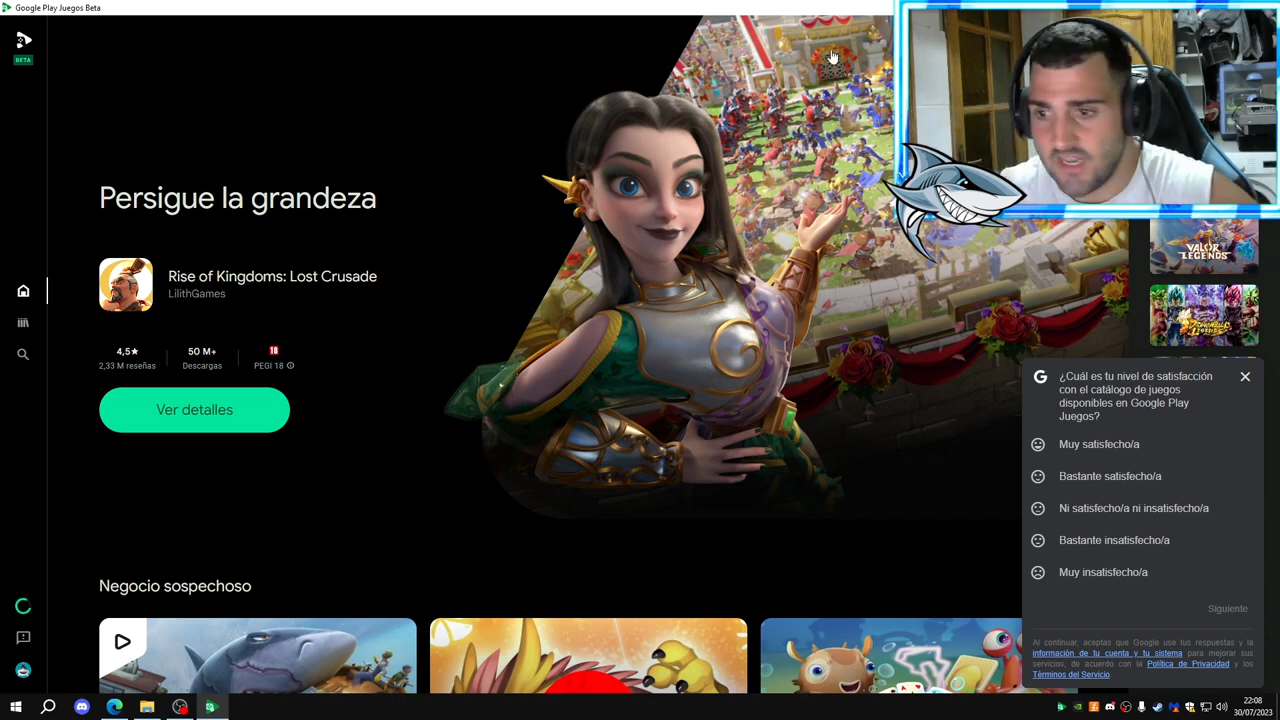 Google Play Juegos Beta
BETA
Persigue la grandeza
Rise of Kingdoms: Lost Crusade
LilithGames
4,5★
2,33 M reseñas
50 M+
Descargas
18
PEGI 18
Ver detalles
VALOR
LEGENDS
DRAGONBALL
LEGENDS
G
¿Cuál es tu nivel de satisfacción
con el catálogo de juegos
disponibles en Google Play
Juegos?
Muy satisfecho/a
Bastante satisfecho/a
Ni satisfecho/a ni insatisfecho/a
Bastante insatisfecho/a
Muy insatisfecho/a
Siguiente
Al continuar, aceptas que Google use tus respuestas y la
información de tu cuenta y tu sistema para mejorar sus
servicios, de acuerdo con la Política de Privacidad y los
Términos del Servicio
Negocio sospechoso
22:08
30/07/2023